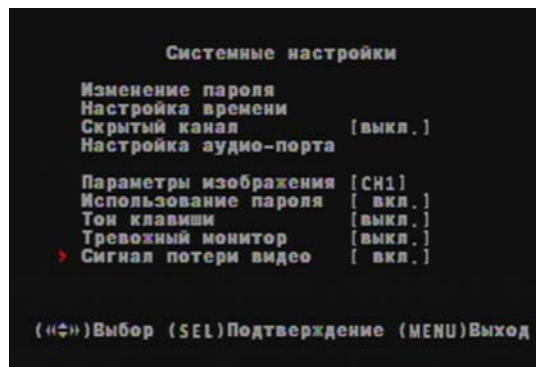 Системные настройки
Изменение пароля
Настройка времени
Скрытый канал [выкл.]
Настройка аудио-порта
Параметры изображения [CH1]
Использование пароля [ вкл.]
Тон клавиши [выкл.]
Тревожный монитор [выкл.]
> Сигнал потери видео [ вкл.]
(«⬍»)Выбор (SEL)Подтверждение (MENU)Выход